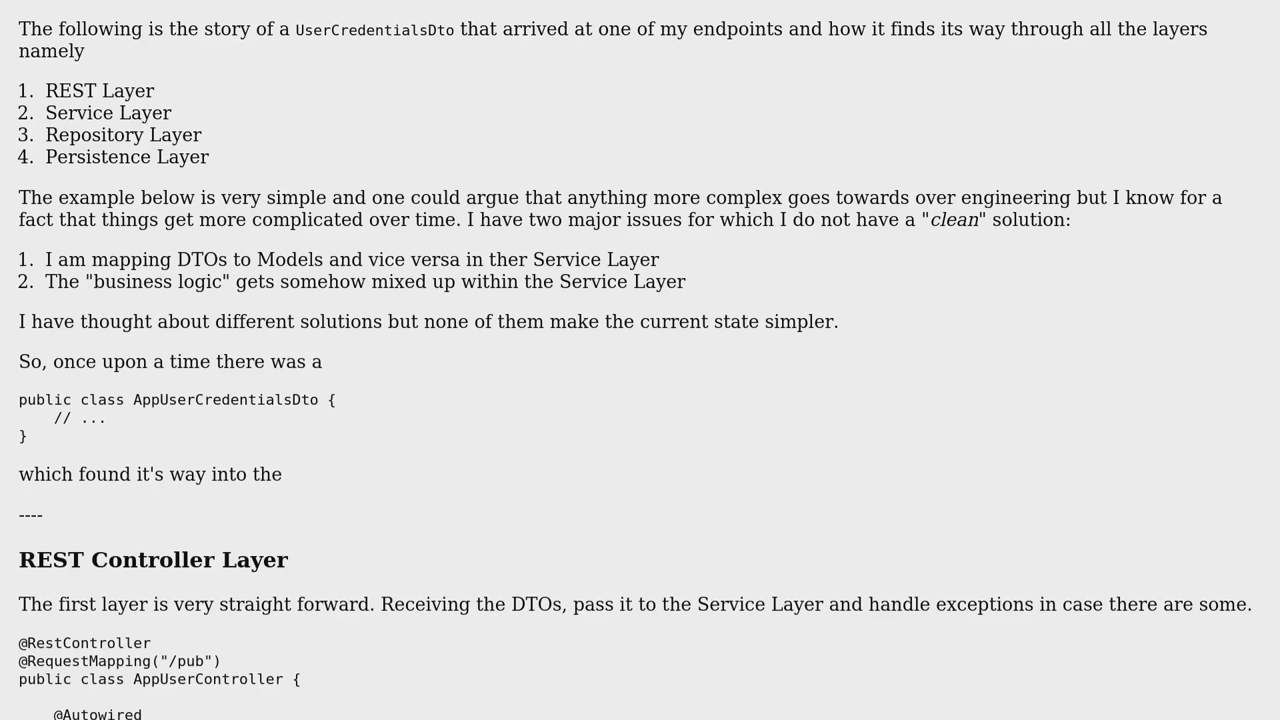 The following is the story of a UserCredentialsDto that arrived at one of my endpoints and how it finds its way through all the layers
namely
1. REST Layer
2. Service Layer
3. Repository Layer
4. Persistence Layer
The example below is very simple and one could argue that anything more complex goes towards over engineering but I know for a
fact that things get more complicated over time. I have two major issues for which I do not have a "clean" solution:
1. I am mapping DTOs to Models and vice versa in ther Service Layer
2. The "business logic" gets somehow mixed up within the Service Layer
I have thought about different solutions but none of them make the current state simpler.
So, once upon a time there was a
public class AppUserCredentialsDto {
    // ...
}
which found it's way into the
----
REST Controller Layer
The first layer is very straight forward. Receiving the DTOs, pass it to the Service Layer and handle exceptions in case there are some.
@RestController
@RequestMapping("/pub")
public class AppUserController {
    @Autowired